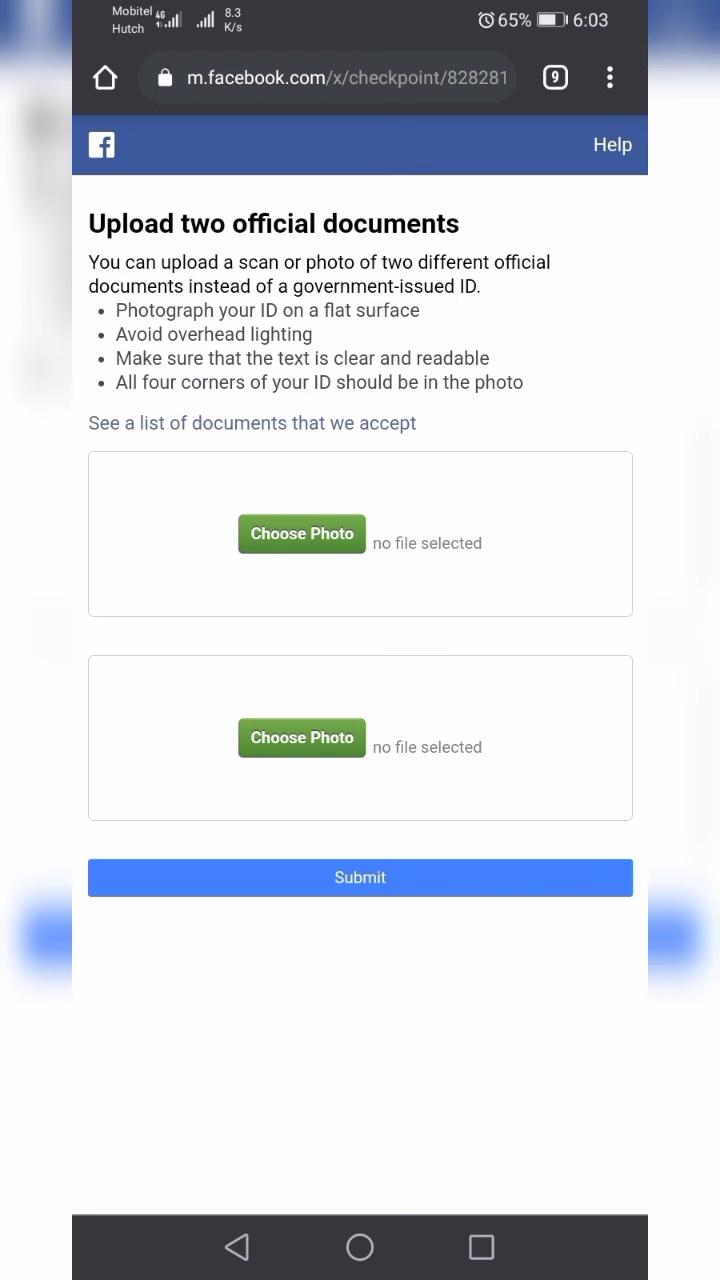 Mobitel 4G 8.3 65% 6:03
Hutch K/s
m.facebook.com/x/checkpoint/828281 9
Help
Upload two official documents
You can upload a scan or photo of two different official
documents instead of a government-issued ID.
• Photograph your ID on a flat surface
• Avoid overhead lighting
• Make sure that the text is clear and readable
• All four corners of your ID should be in the photo
See a list of documents that we accept
Choose Photo no file selected
Choose Photo no file selected
Submit